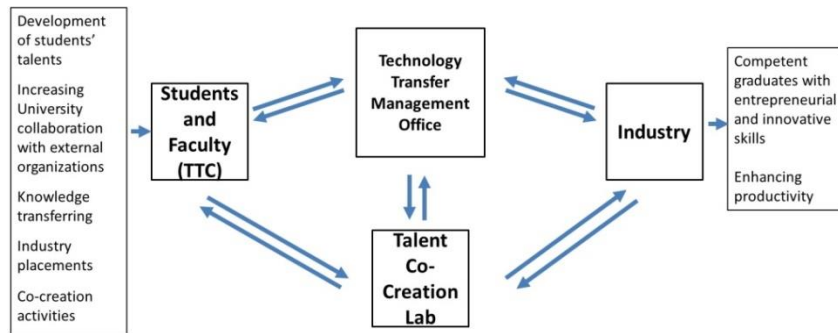 Development
of students'
talents
Increasing
University
collaboration
with external
organizations
Knowledge
transferring
Industry
placements
Co-creation
activities
Students
and
Faculty
(TTC)
Technology
Transfer
Management
Office
Talent
Co-
Creation
Lab
Industry
Competent
graduates with
entrepreneurial
and innovative
skills
Enhancing
productivity